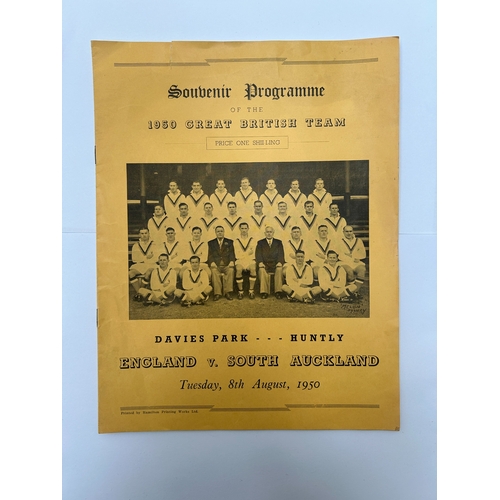 Souvenir Programme
OF THE
1950 GREAT BRITISH TEAM
PRICE: ONE SHILLING
DAVIES PARK - - - HUNTLY
ENGLAND v. SOUTH AUCKLAND
Tuesday, 8th August, 1950